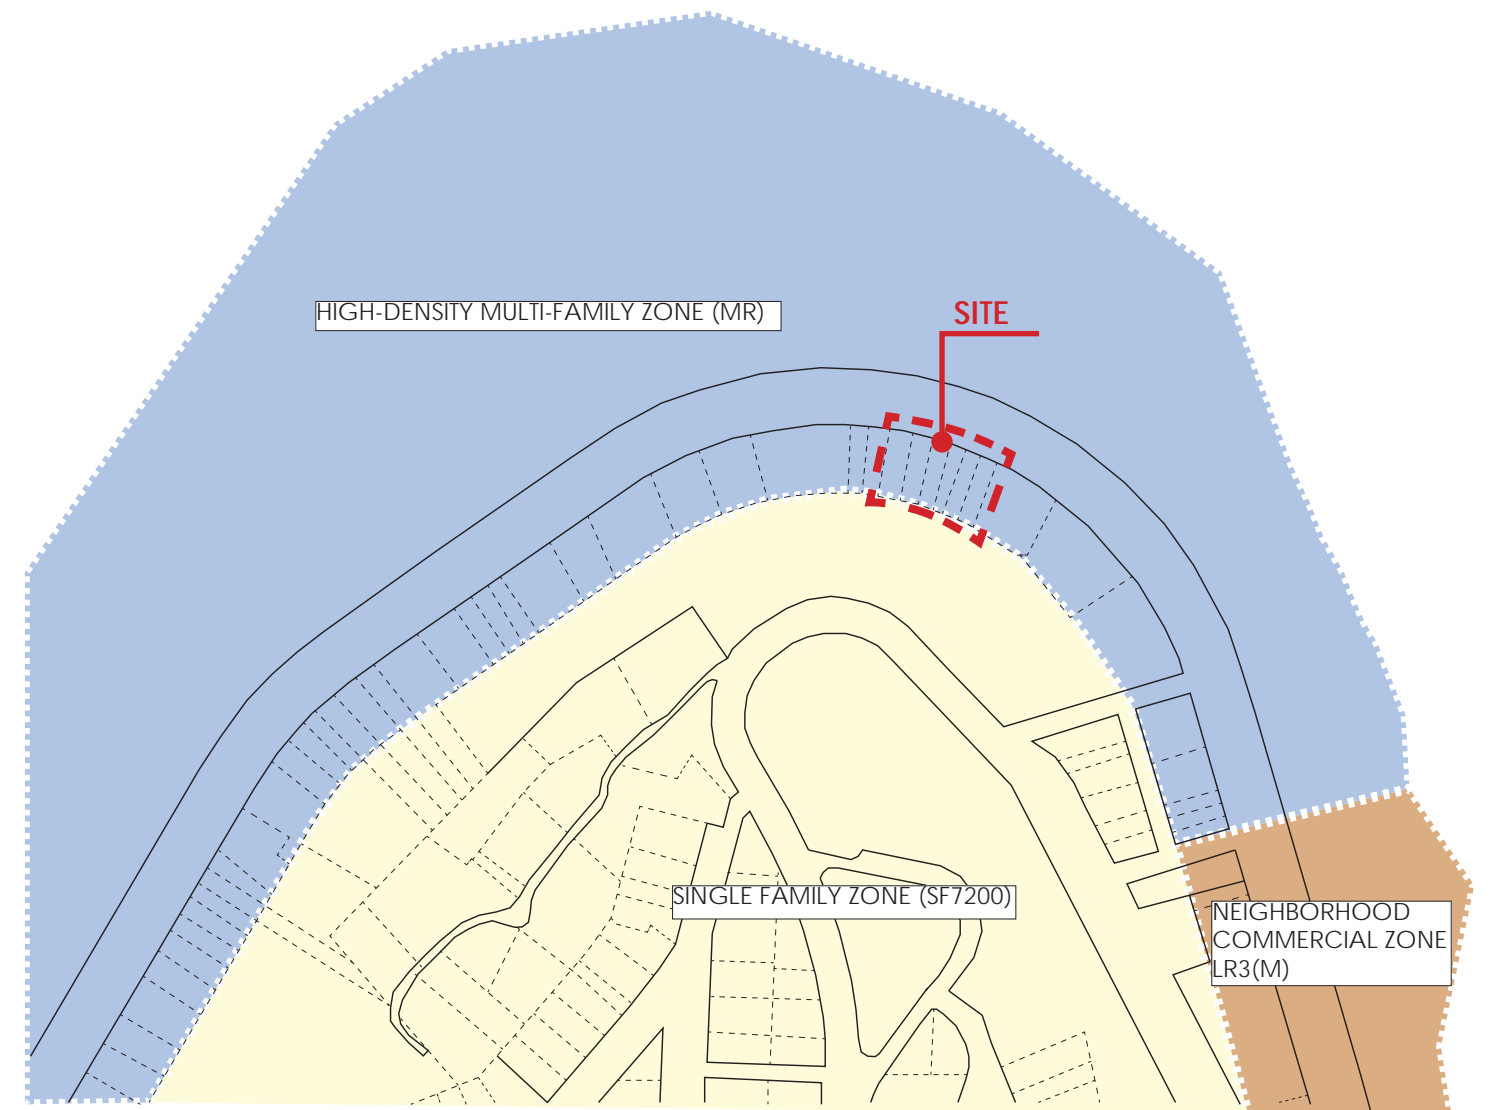 HIGH-DENSITY MULTI-FAMILY ZONE (MR)
SITE
SINGLE FAMILY ZONE (SF7200)
NEIGHBORHOOD
COMMERCIAL ZONE
LR3(M)